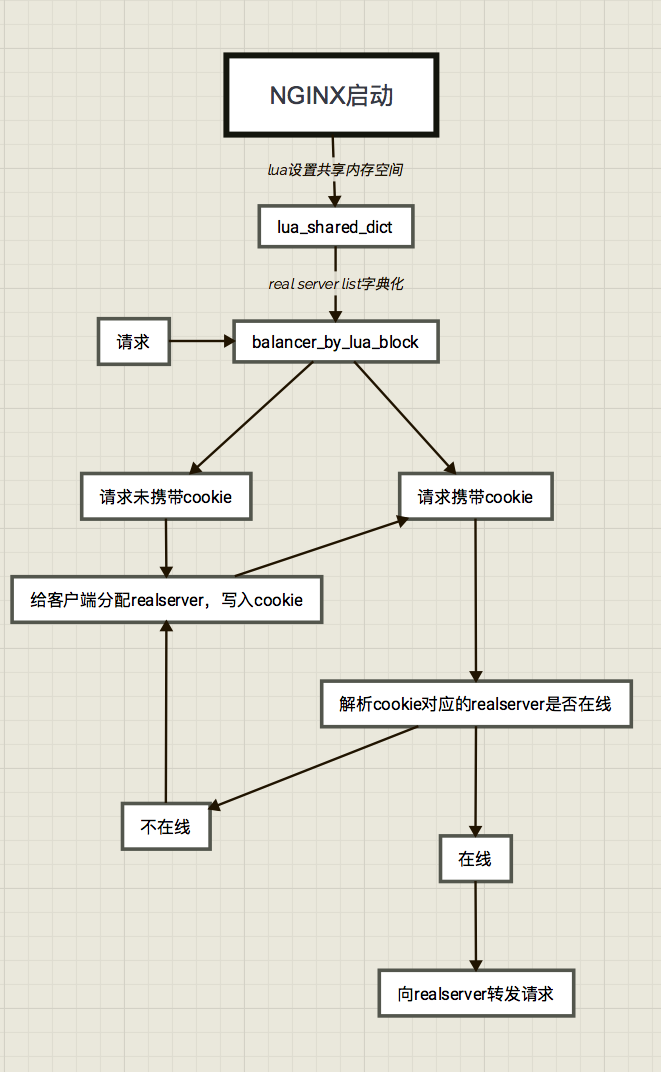 NGINX启动
lua设置共享内存空间
lua_shared_dict
real server list字典化
请求
balancer_by_lua_block
请求未携带cookie
请求携带cookie
给客户端分配realserver，写入cookie
解析cookie对应的realserver是否在线
不在线
在线
向realserver转发请求